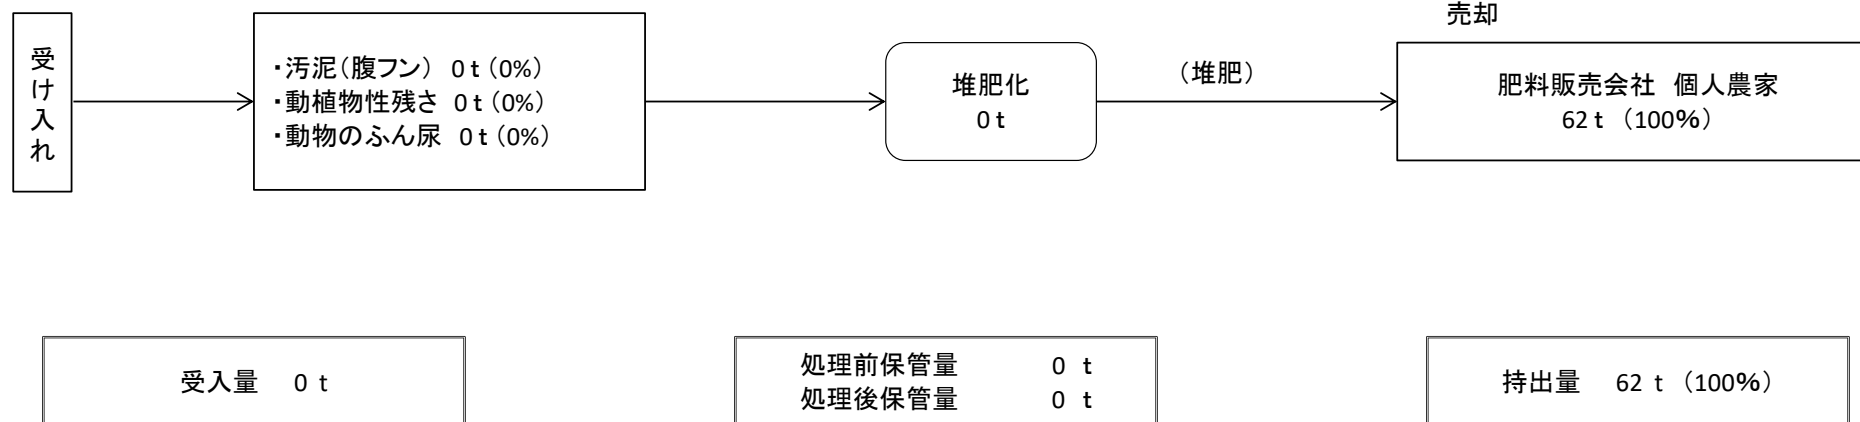 受け入れ
・汚泥（腹フン） 0 t（0%）
・動植物性残さ 0 t（0%）
・動物のふん尿 0 t（0%）
堆肥化
0 t
（堆肥）
売却
肥料販売会社 個人農家
62 t （100%）
受入量 0 t
処理前保管量 0 t
処理後保管量 0 t
持出量 62 t （100%）